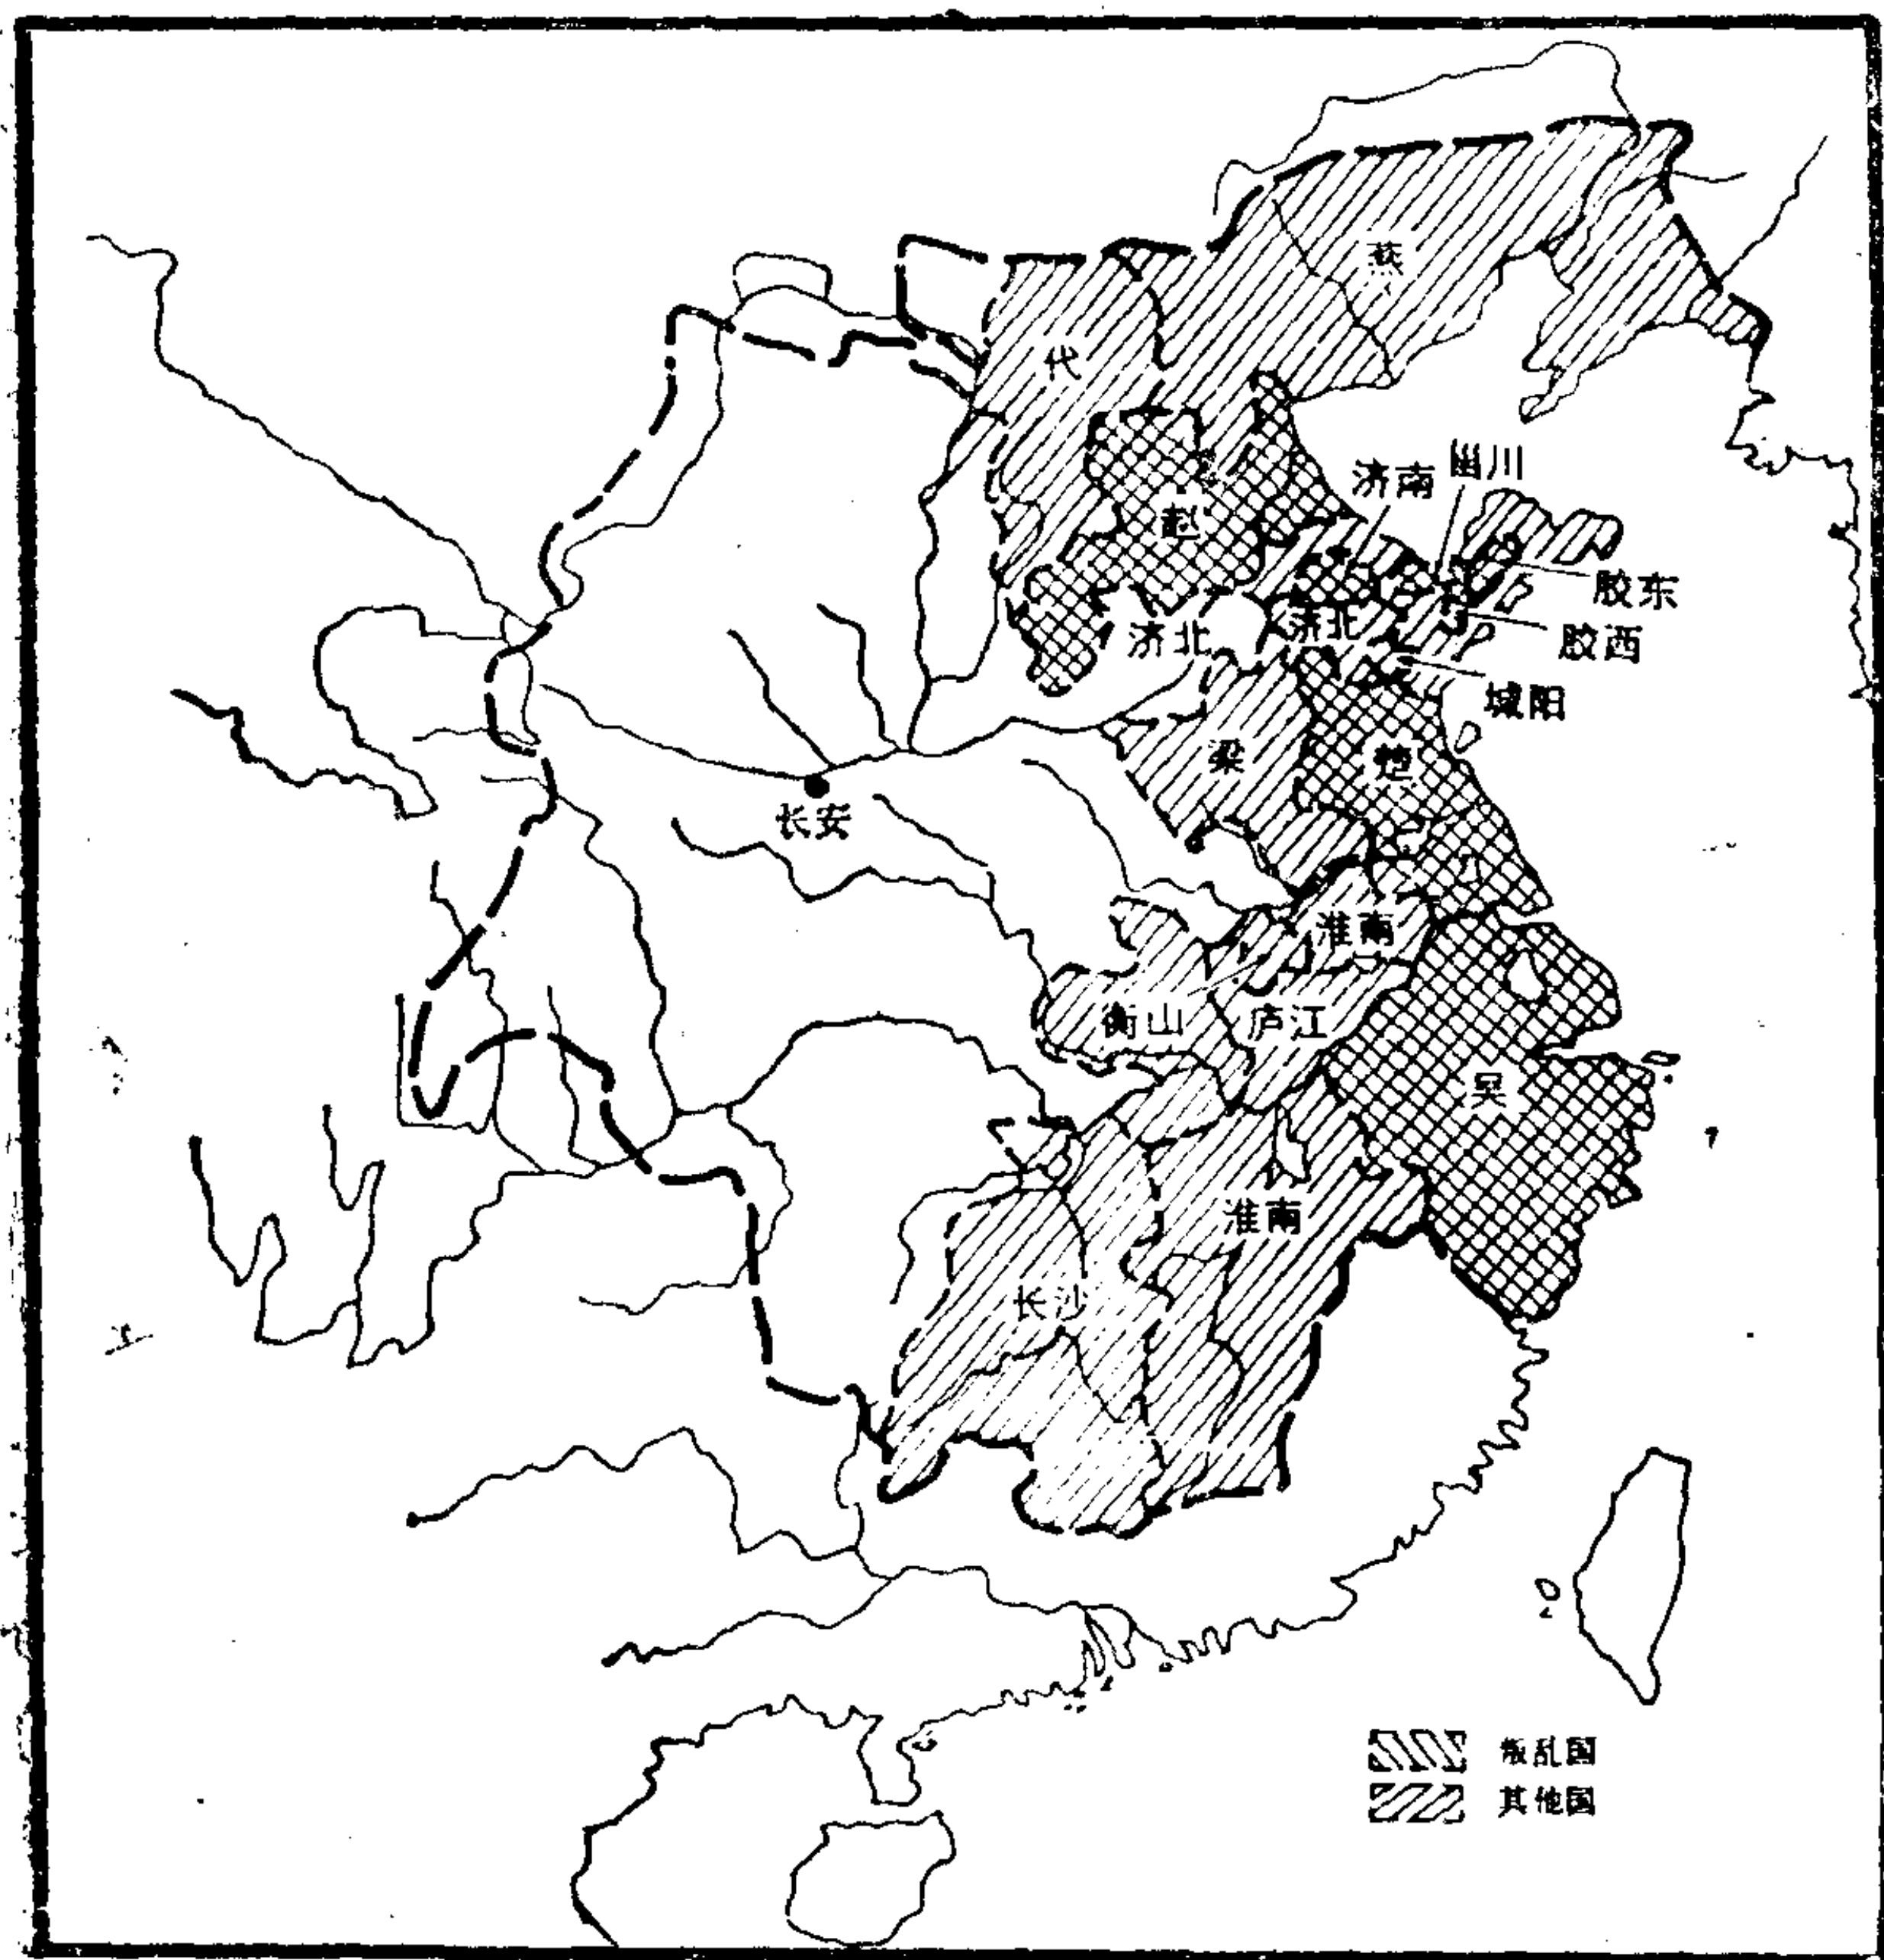 燕
代
济南
甾川
赵
胶东
济北
济北
胶西
城阳
梁
楚
长安
淮南
衡山
庐江
吴
淮南
长沙
叛乱国
其他国